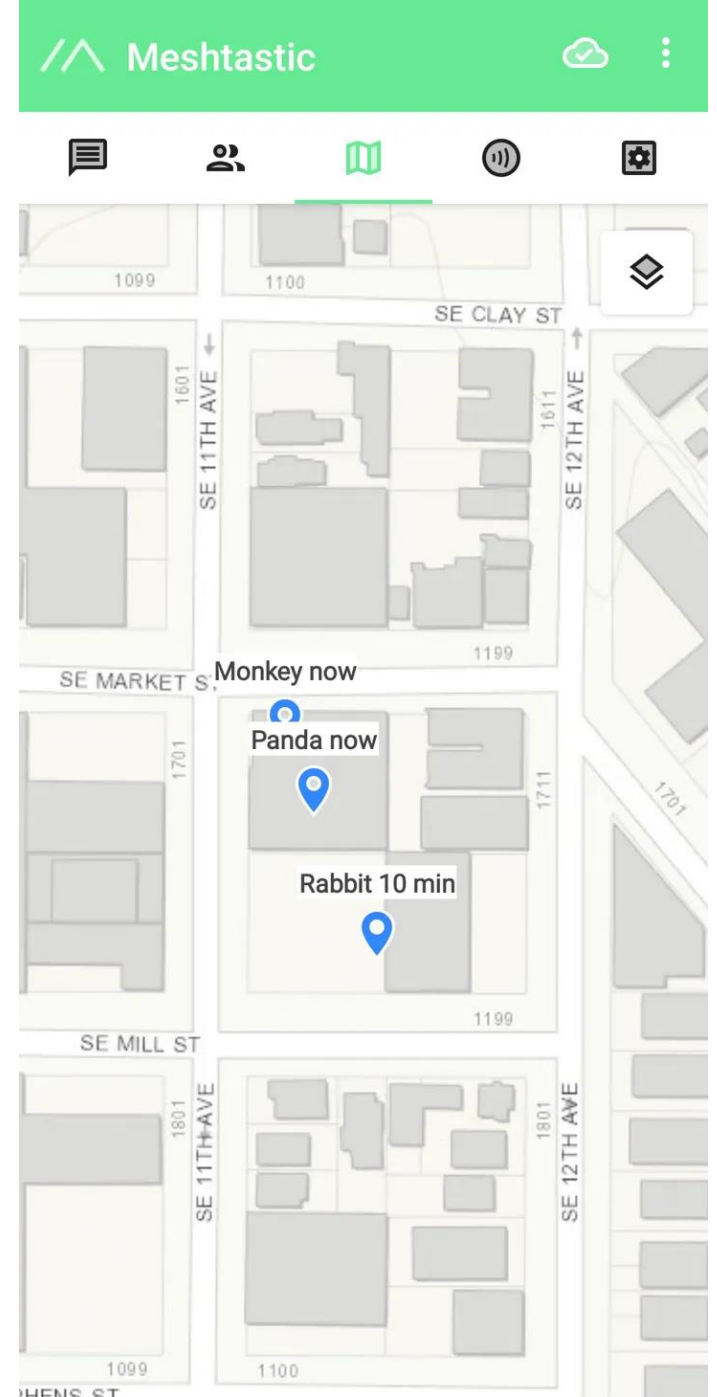 Meshtastic
1099
1100
SE CLAY ST
1601
SE 11TH AVE
1611
SE 12TH AVE
1199
SE MARKET S
Monkey now
Panda now
1701
1711
1701
Rabbit 10 min
1199
SE MILL ST
1801
SE 11TH AVE
1801
SE 12TH AVE
1099
1100
PHENS ST